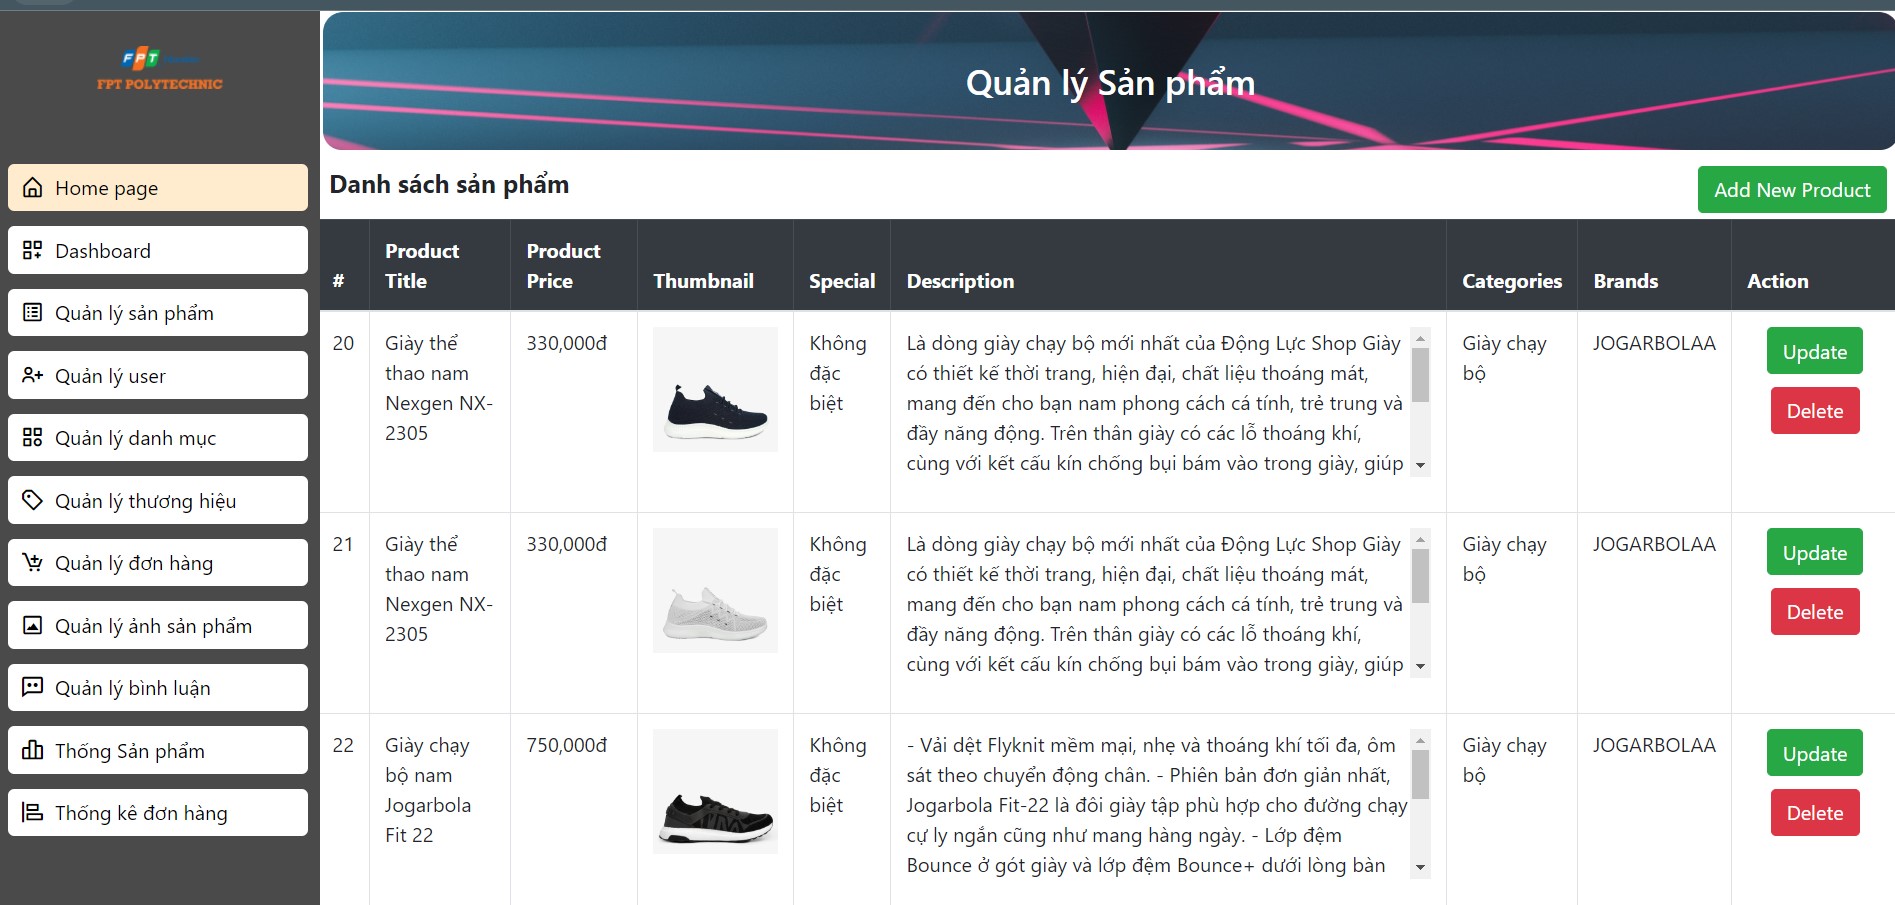 FPT
FPT POLYTECHNIC
Home page
Dashboard
Quản lý sản phẩm
Quản lý user
Quản lý danh mục
Quản lý thương hiệu
Quản lý đơn hàng
Quản lý ảnh sản phẩm
Quản lý bình luận
Thống Sản phẩm
Thống kê đơn hàng
Quản lý Sản phẩm
Danh sách sản phẩm
Add New Product
#
Product
Title
Product
Price
Thumbnail
Special
Description
Categories
Brands
Action
20
Giày thể
thao nam
Nexgen NX-
2305
330,000đ
Không
đặc
biệt
Là dòng giày chạy bộ mới nhất của Động Lực Shop Giày
có thiết kế thời trang, hiện đại, chất liệu thoáng mát,
mang đến cho bạn nam phong cách cá tính, trẻ trung và
đầy năng động. Trên thân giày có các lỗ thoáng khí,
cùng với kết cấu kín chống bụi bám vào trong giày, giúp
Giày chạy
bộ
JOGARBOLAA
Update
Delete
21
Giày thể
thao nam
Nexgen NX-
2305
330,000đ
Không
đặc
biệt
Là dòng giày chạy bộ mới nhất của Động Lực Shop Giày
có thiết kế thời trang, hiện đại, chất liệu thoáng mát,
mang đến cho bạn nam phong cách cá tính, trẻ trung và
đầy năng động. Trên thân giày có các lỗ thoáng khí,
cùng với kết cấu kín chống bụi bám vào trong giày, giúp
Giày chạy
bộ
JOGARBOLAA
Update
Delete
22
Giày chạy
bộ nam
Jogarbola
Fit 22
750,000đ
Không
đặc
biệt
- Vải dệt Flyknit mềm mại, nhẹ và thoáng khí tối đa, ôm
sát theo chuyển động chân. - Phiên bản đơn giản nhất,
Jogarbola Fit-22 là đôi giày tập phù hợp cho đường chạy
cự ly ngắn cũng như mang hàng ngày. - Lớp đệm
Bounce ở gót giày và lớp đệm Bounce+ dưới lòng bàn
Giày chạy
bộ
JOGARBOLAA
Update
Delete